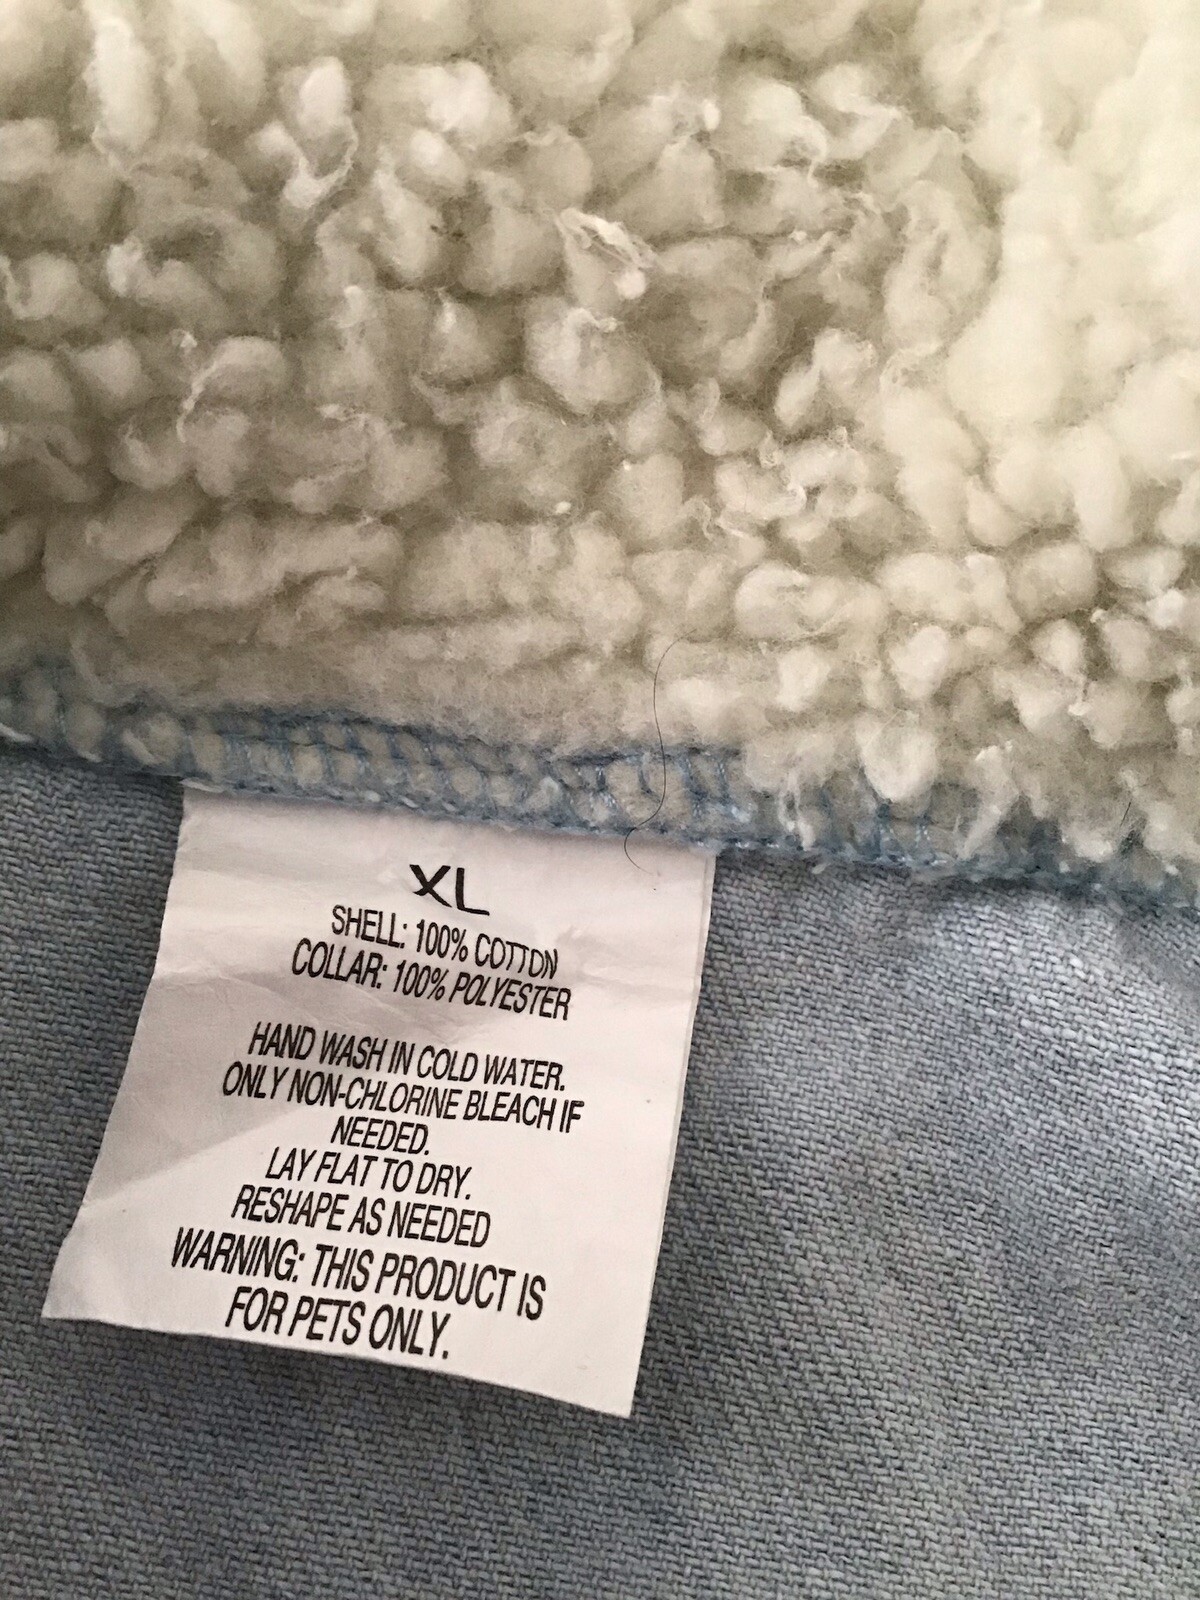 XL
SHELL: 100% COTTON
COLLAR: 100% POLYESTER
HAND WASH IN COLD WATER.
ONLY NON-CHLORINE BLEACH IF
NEEDED.
LAY FLAT TO DRY.
RESHAPE AS NEEDED
WARNING: THIS PRODUCT IS
FOR PETS ONLY.